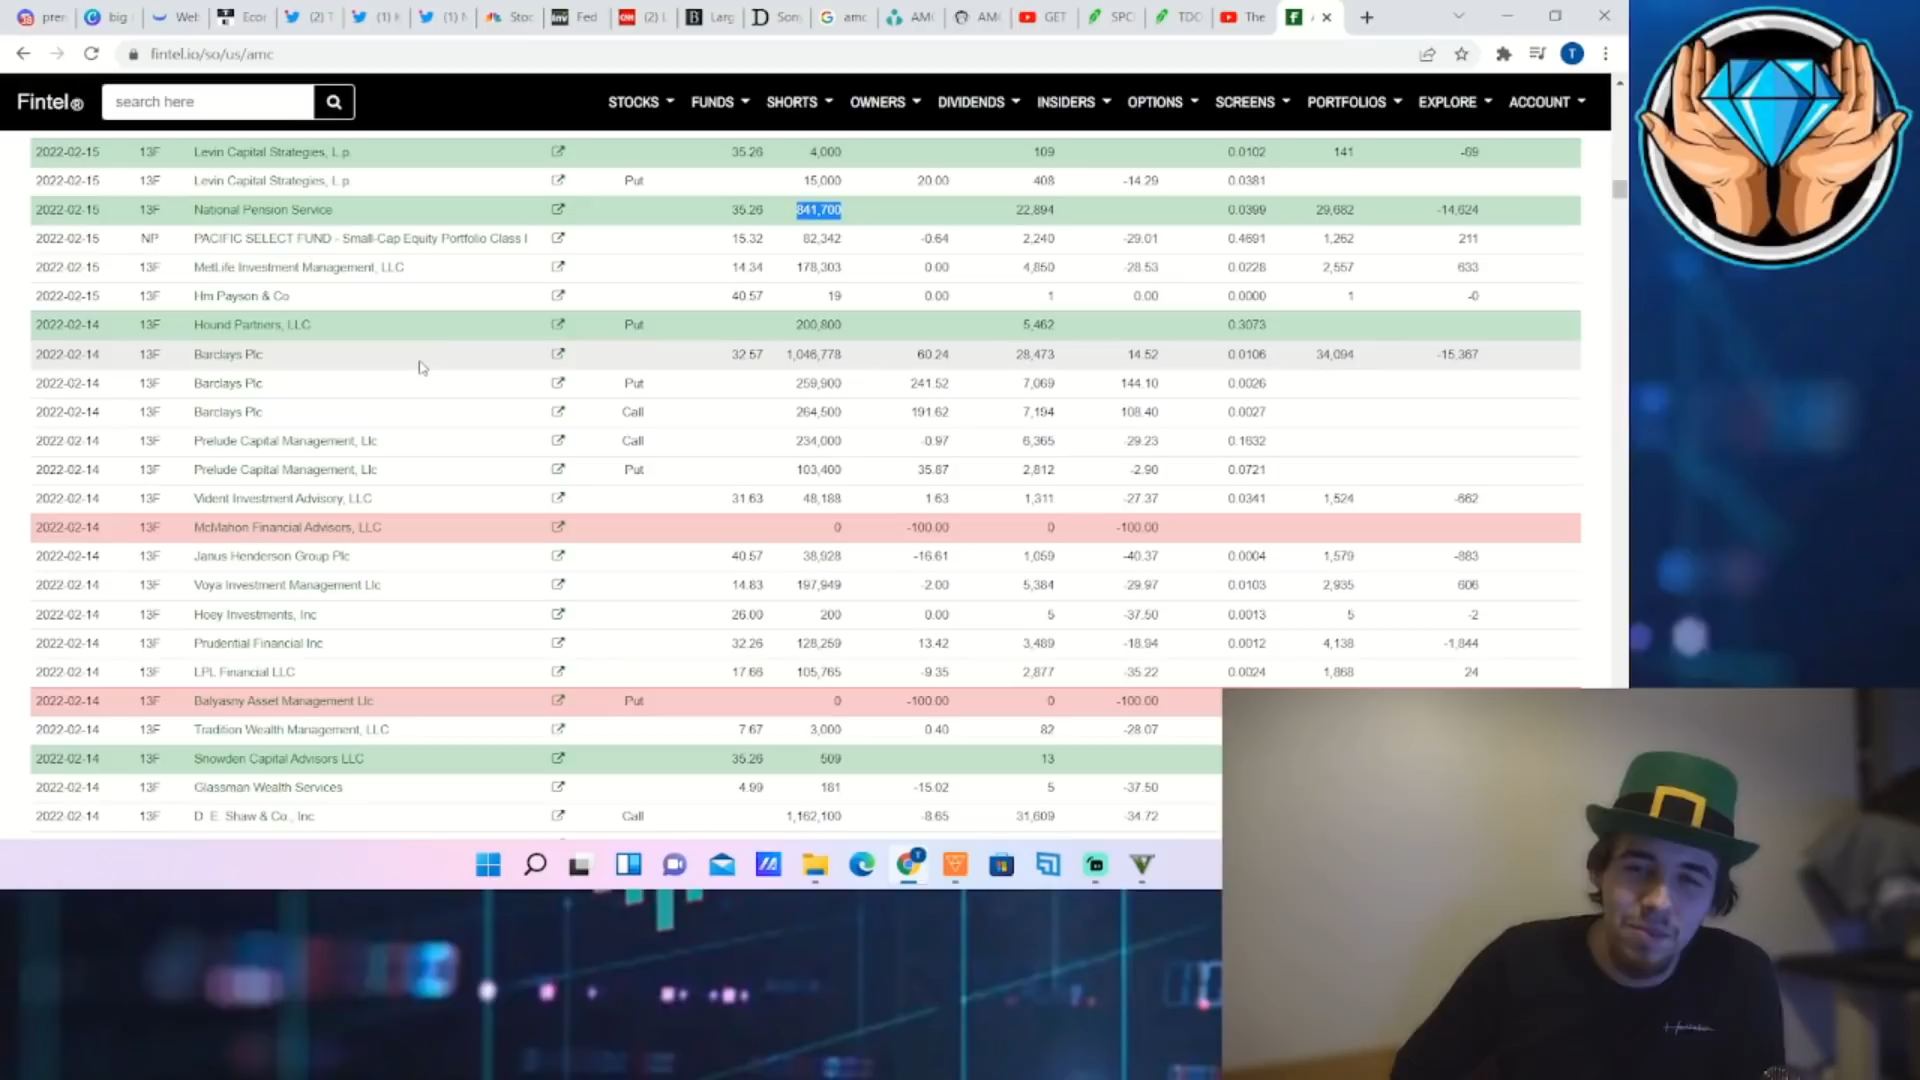 prer
big
Wet
Ecor
(2) T
(1) H
(1) N
Stoc
Fed
(2) L
Larg
Son
amc
AMC
AMC
GET
SPC
TDC
The
fintel.io/so/us/amc
T
Fintel®
search here
STOCKS
FUNDS
SHORTS
OWNERS
DIVIDENDS
INSIDERS
OPTIONS
SCREENS
PORTFOLIOS
EXPLORE
ACCOUNT
2022-02-15 13F Levin Capital Strategies, L.p. 35.26 4,000 109 0.0102 141 -69
2022-02-15 13F Levin Capital Strategies, L.p. Put 15,000 20.00 408 -14.29 0.0381
2022-02-15 13F National Pension Service 35.26 841,700 22,894 0.0399 29,682 -14,624
2022-02-15 NP PACIFIC SELECT FUND - Small-Cap Equity Portfolio Class I 15.32 82,342 -0.64 2,240 -29.01 0.4691 1,262 211
2022-02-15 13F MetLife Investment Management, LLC 14.34 178,303 0.00 4,850 -28.53 0.0228 2,557 633
2022-02-15 13F Hm Payson & Co 40.57 19 0.00 1 0.00 0.0000 1 -0
2022-02-14 13F Hound Partners, LLC Put 200,800 5,462 0.3073
2022-02-14 13F Barclays Plc 32.57 1,046,778 60.24 28,473 14.52 0.0106 34,094 -15,367
2022-02-14 13F Barclays Plc Put 259,900 241.52 7,069 144.10 0.0026
2022-02-14 13F Barclays Plc Call 264,500 191.62 7,194 108.40 0.0027
2022-02-14 13F Prelude Capital Management, Llc Call 234,000 -0.97 6,365 -29.23 0.1632
2022-02-14 13F Prelude Capital Management, Llc Put 103,400 35.87 2,812 -2.90 0.0721
2022-02-14 13F Vident Investment Advisory, LLC 31.63 48,188 1.63 1,311 -27.37 0.0341 1,524 -662
2022-02-14 13F McMahon Financial Advisors, LLC 0 -100.00 0 -100.00
2022-02-14 13F Janus Henderson Group Plc 40.57 38,928 -16.61 1,059 -40.37 0.0004 1,579 -883
2022-02-14 13F Voya Investment Management Llc 14.83 197,949 -2.00 5,384 -29.97 0.0103 2,935 606
2022-02-14 13F Hoey Investments, Inc 26.00 200 0.00 5 -37.50 0.0013 5 -2
2022-02-14 13F Prudential Financial Inc 32.26 128,259 13.42 3,489 -18.94 0.0012 4,138 -1,844
2022-02-14 13F LPL Financial LLC 17.66 105,765 -9.35 2,877 -35.22 0.0024 1,868 24
2022-02-14 13F Balyasny Asset Management Llc Put 0 -100.00 0 -100.00
2022-02-14 13F Tradition Wealth Management, LLC 7.67 3,000 0.40 82 -28.07
2022-02-14 13F Snowden Capital Advisors LLC 35.26 509 13
2022-02-14 13F Glassman Wealth Services 4.99 181 -15.02 5 -37.50
2022-02-14 13F D. E. Shaw & Co., Inc. Call 1,162,100 -8.65 31,609 -34.72